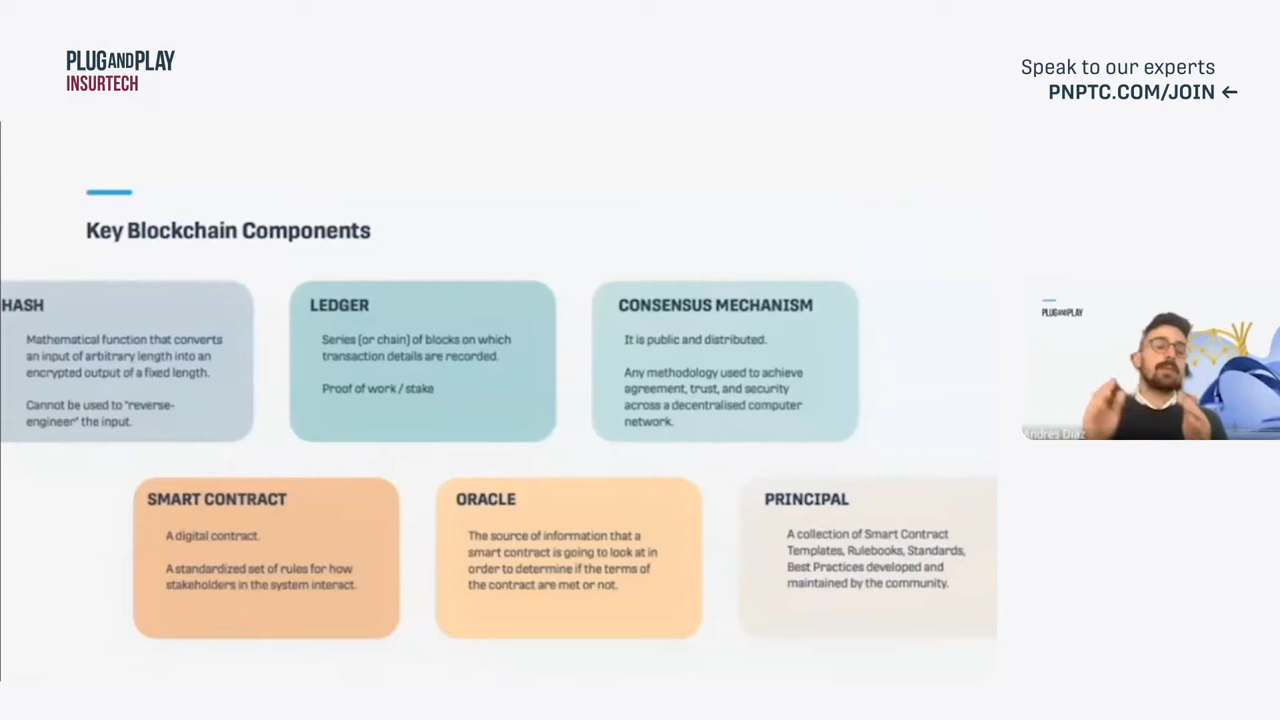 PLUGANDPLAY
INSURTECH
Speak to our experts
PNPTC.COM/JOIN ←
Key Blockchain Components
HASH
Mathematical function that converts
an input of arbitrary length into an
encrypted output of a fixed length.
Cannot be used to "reverse-
engineer" the input.
LEDGER
Series (or chain) of blocks on which
transaction details are recorded.
Proof of work / stake
CONSENSUS MECHANISM
It is public and distributed.
Any methodology used to achieve
agreement, trust, and security
across a decentralised computer
network.
SMART CONTRACT
A digital contract.
A standardized set of rules for how
stakeholders in the system interact.
ORACLE
The source of information that a
smart contract is going to look at in
order to determine if the terms of
the contract are met or not.
PRINCIPAL
A collection of Smart Contract
Templates, Rulebooks, Standards,
Best Practices developed and
maintained by the community.
PLUGANDPLAY
Andres Diaz